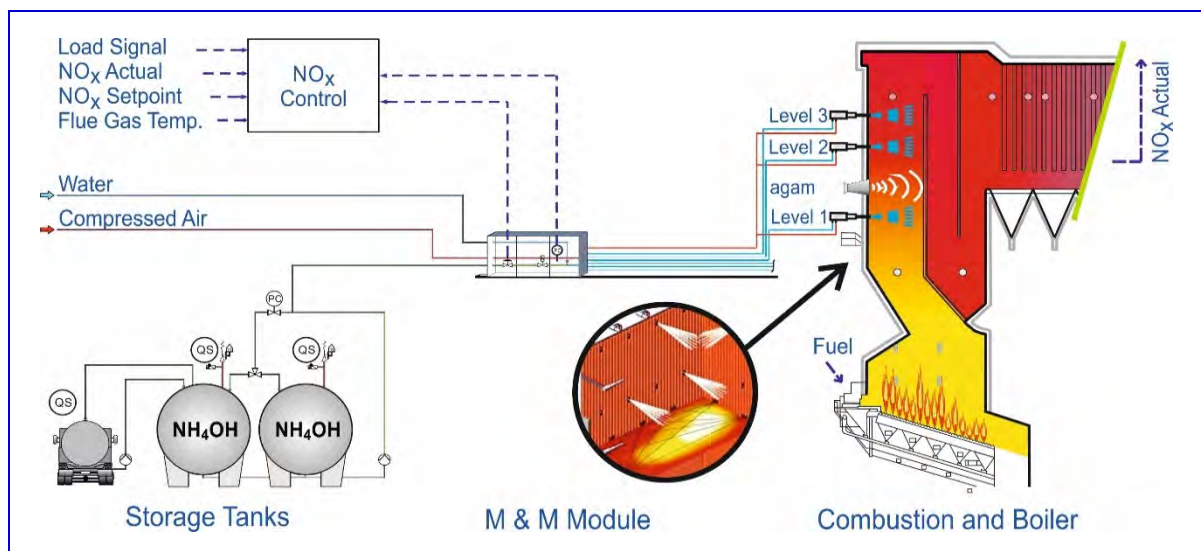 Load Signal
NOx Actual
NOx Setpoint
Flue Gas Temp.
NOx
Control
Water
Compressed Air
Level 3
Level 2
agam
Level 1
NOx Actual
PC
QS
QS
QS
NH4OH
NH4OH
Fuel
Storage Tanks
M & M Module
Combustion and Boiler